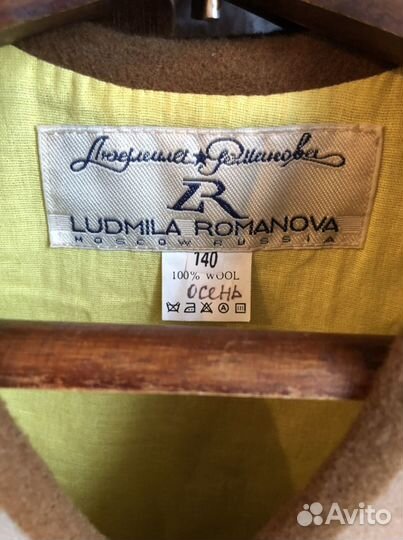 Людмила★Романова
LR
LUDMILA ROMANOVA
MOSCOW RUSSIA
140
100% WOOL
осень
A
Avito